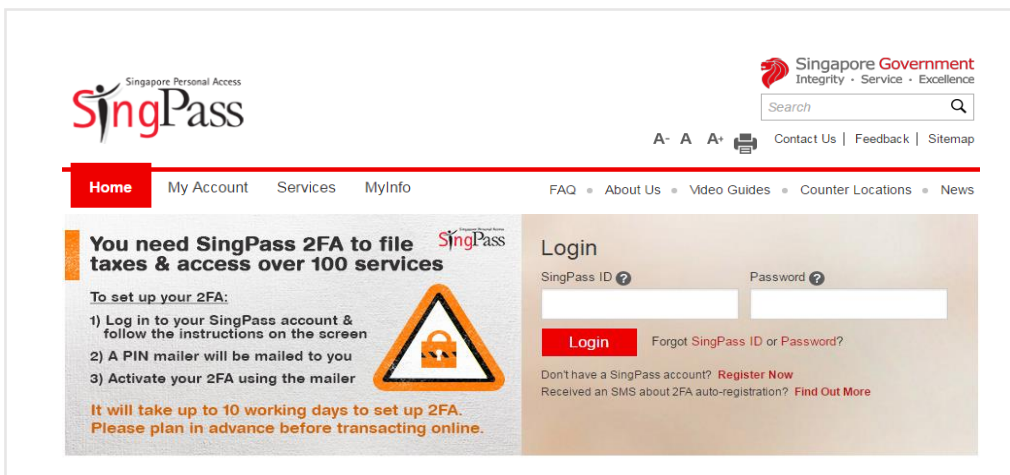 Singapore Personal Access
SingPass
Singapore Government
Integrity · Service · Excellence
Search
A- A A+
Contact Us | Feedback | Sitemap
Home My Account Services MyInfo
FAQ • About Us • Video Guides • Counter Locations • News
You need SingPass 2FA to file
taxes & access over 100 services
Singapore Personal Access
SingPass
To set up your 2FA:
1) Log in to your SingPass account &
follow the instructions on the screen
2) A PIN mailer will be mailed to you
3) Activate your 2FA using the mailer
It will take up to 10 working days to set up 2FA.
Please plan in advance before transacting online.
Login
SingPass ID ? Password ?
Login Forgot SingPass ID or Password?
Don't have a SingPass account? Register Now
Received an SMS about 2FA auto-registration? Find Out More